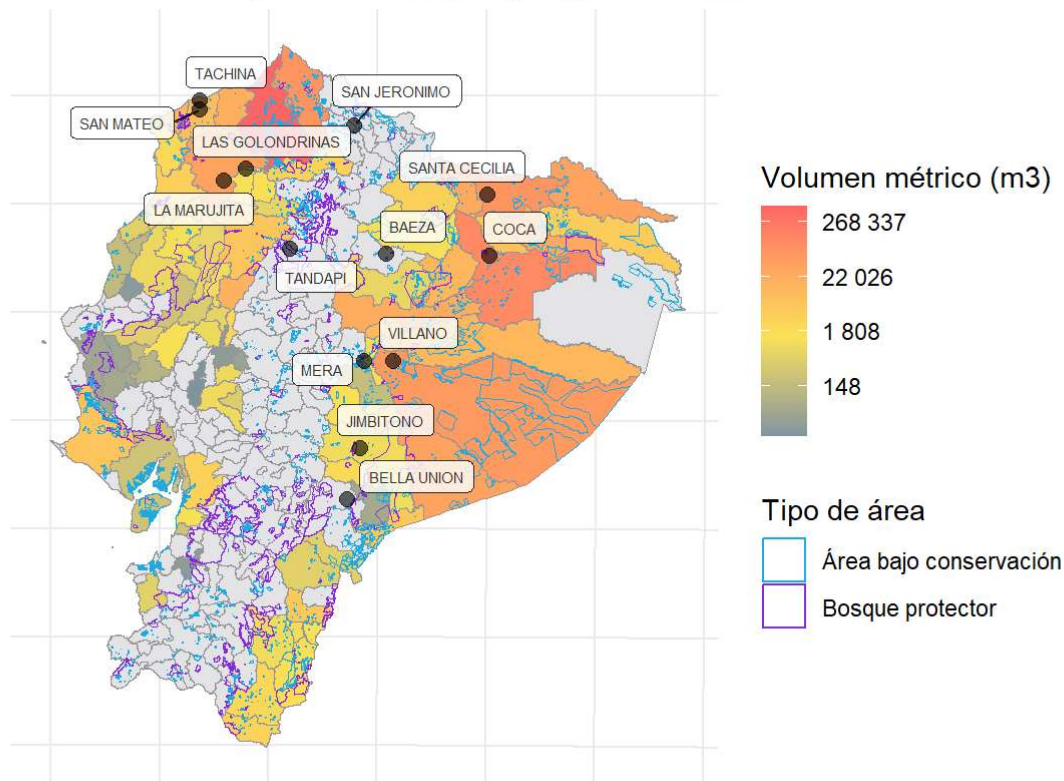 TACHINA
SAN JERONIMO
SAN MATEO
LAS GOLONDRINAS
SANTA CECILIA
LA MARUJITA
BAEZA
COCA
TANDAPI
VILLANO
MERA
JIMBITONO
BELLA UNION
Volumen métrico (m3)
268 337
22 026
1 808
148
Tipo de área
Área bajo conservación
Bosque protector